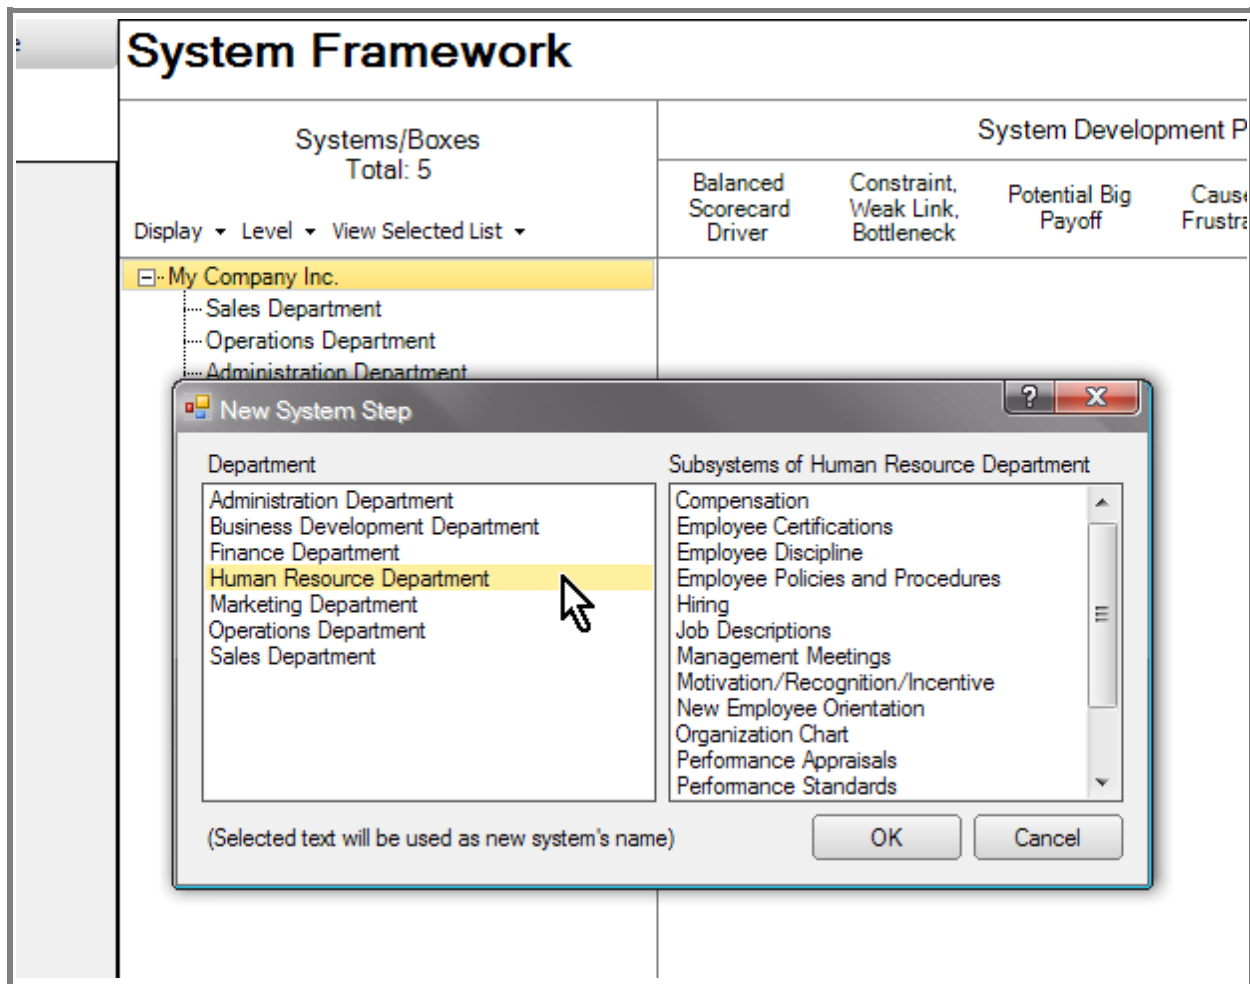 System Framework
Systems/Boxes
Total: 5
Display Level View Selected List
System Development P
Balanced
Scorecard
Driver
Constraint,
Weak Link,
Bottleneck
Potential Big
Payoff
Cause
Frustra
My Company Inc.
Sales Department
Operations Department
Administration Department
New System Step
Department
Administration Department
Business Development Department
Finance Department
Human Resource Department
Marketing Department
Operations Department
Sales Department
Subsystems of Human Resource Department
Compensation
Employee Certifications
Employee Discipline
Employee Policies and Procedures
Hiring
Job Descriptions
Management Meetings
Motivation/Recognition/Incentive
New Employee Orientation
Organization Chart
Performance Appraisals
Performance Standards
(Selected text will be used as new system's name)
OK
Cancel